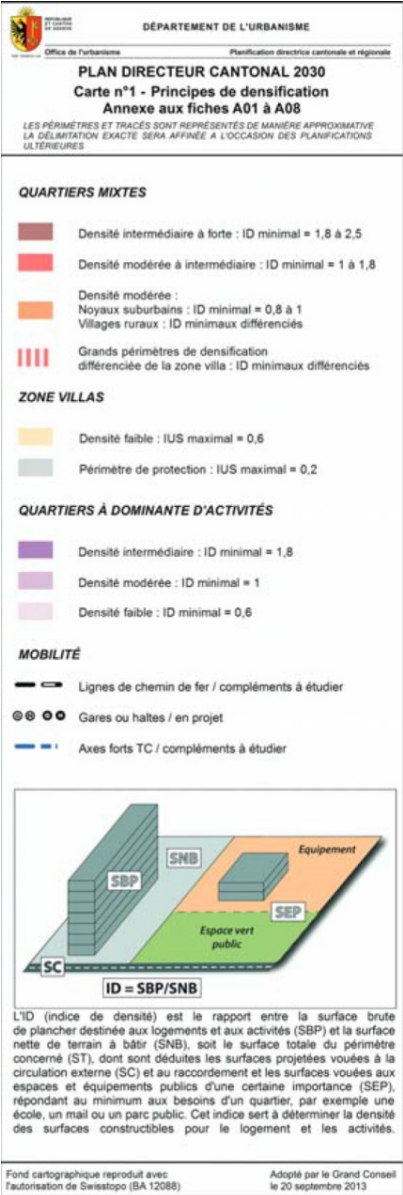 RÉPUBLIQUE
ET CANTON
DE GENÈVE
DÉPARTEMENT DE L'URBANISME
Office de l'urbanisme
Planification directrice cantonale et régionale
PLAN DIRECTEUR CANTONAL 2030
Carte n°1 - Principes de densification
Annexe aux fiches A01 à A08
LES PÉRIMÈTRES ET TRACÉS SONT REPRÉSENTÉS DE MANIÈRE APPROXIMATIVE
LA DÉLIMITATION EXACTE SERA AFFINÉE A L'OCCASION DES PLANIFICATIONS
ULTÉRIEURES
QUARTIERS MIXTES
Densité intermédiaire à forte : ID minimal = 1,8 à 2,5
Densité modérée à intermédiaire : ID minimal = 1 à 1,8
Densité modérée :
Noyaux suburbains : ID minimal = 0,8 à 1
Villages ruraux : ID minimaux différenciés
Grands périmètres de densification
différenciée de la zone villa : ID minimaux différenciés
ZONE VILLAS
Densité faible : IUS maximal = 0,6
Périmètre de protection : IUS maximal = 0,2
QUARTIERS À DOMINANTE D'ACTIVITÉS
Densité intermédiaire : ID minimal = 1,8
Densité modérée : ID minimal = 1
Densité faible : ID minimal = 0,6
MOBILITÉ
Lignes de chemin de fer / compléments à étudier
Gares ou haltes / en projet
Axes forts TC / compléments à étudier
Equipement
SNB
SBP
SEP
Espace vert
public
SC
ID = SBP/SNB
L'ID (indice de densité) est le rapport entre la surface brute
de plancher destinée aux logements et aux activités (SBP) et la surface
nette de terrain à bâtir (SNB), soit le surface totale du périmètre
concerné (ST), dont sont déduites les surfaces projetées vouées à la
circulation externe (SC) et au raccordement et les surfaces vouées aux
espaces et équipements publics d'une certaine importance (SEP),
répondant au minimum aux besoins d'un quartier, par exemple une
école, un mail ou un parc public. Cet indice sert à déterminer la densité
des surfaces constructibles pour le logement et les activités.
Fond cartographique reproduit avec
l'autorisation de Swisstopo (BA 12088)
Adopté par le Grand Conseil
le 20 septembre 2013